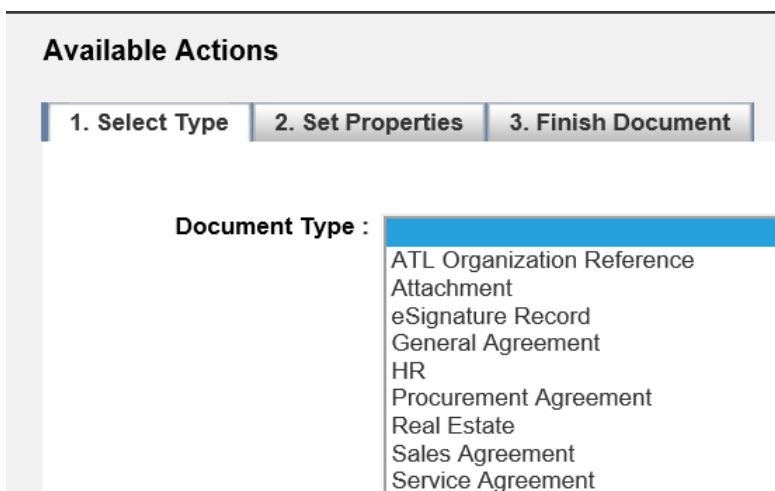 Available Actions
1. Select Type 2. Set Properties 3. Finish Document
Document Type :
ATL Organization Reference
Attachment
eSignature Record
General Agreement
HR
Procurement Agreement
Real Estate
Sales Agreement
Service Agreement